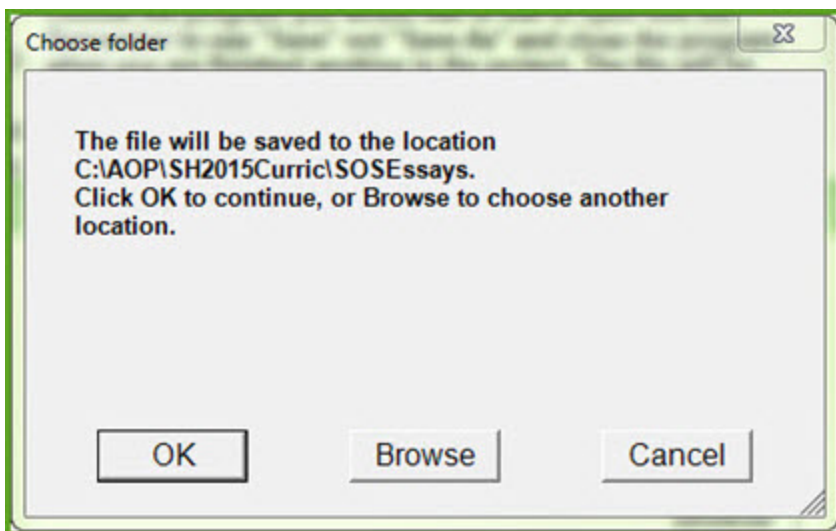 Choose folder
The file will be saved to the location
C:\AOP\SH2015Curric\SOSEssays.
Click OK to continue, or Browse to choose another
location.
OK Browse Cancel